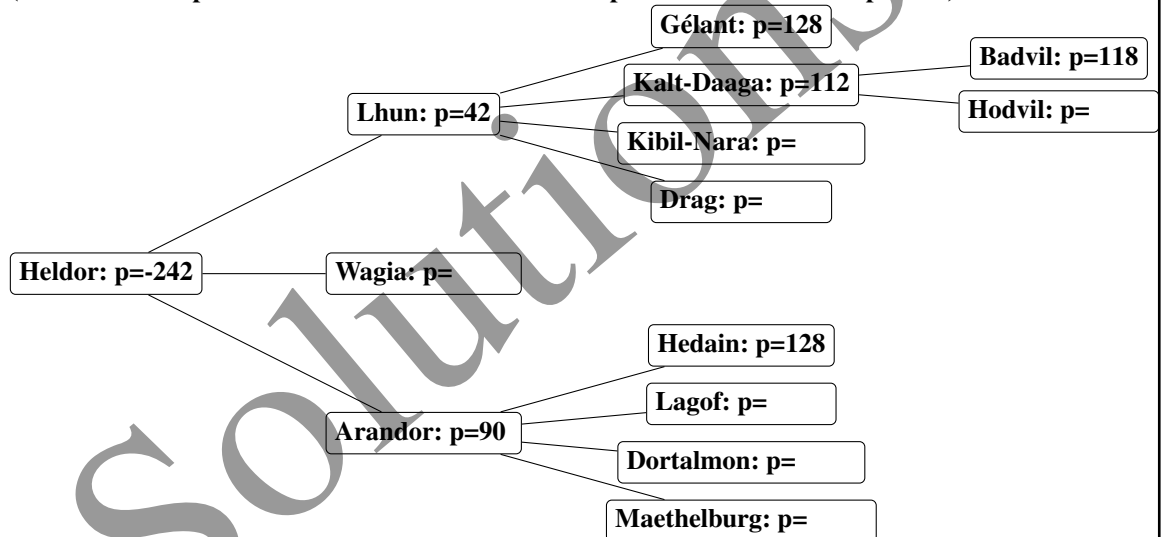 Gélant: p=128
Badvil: p=118
Kalt-Daaga: p=112
Hodvil: p=
Lhun: p=42
Kibil-Nara: p=
Drag: p=
Heldor: p=-242
Wagia: p=
Hedain: p=128
Lagof: p=
Arandor: p=90
Dortalmon: p=
Maethelburg: p=
Solutions